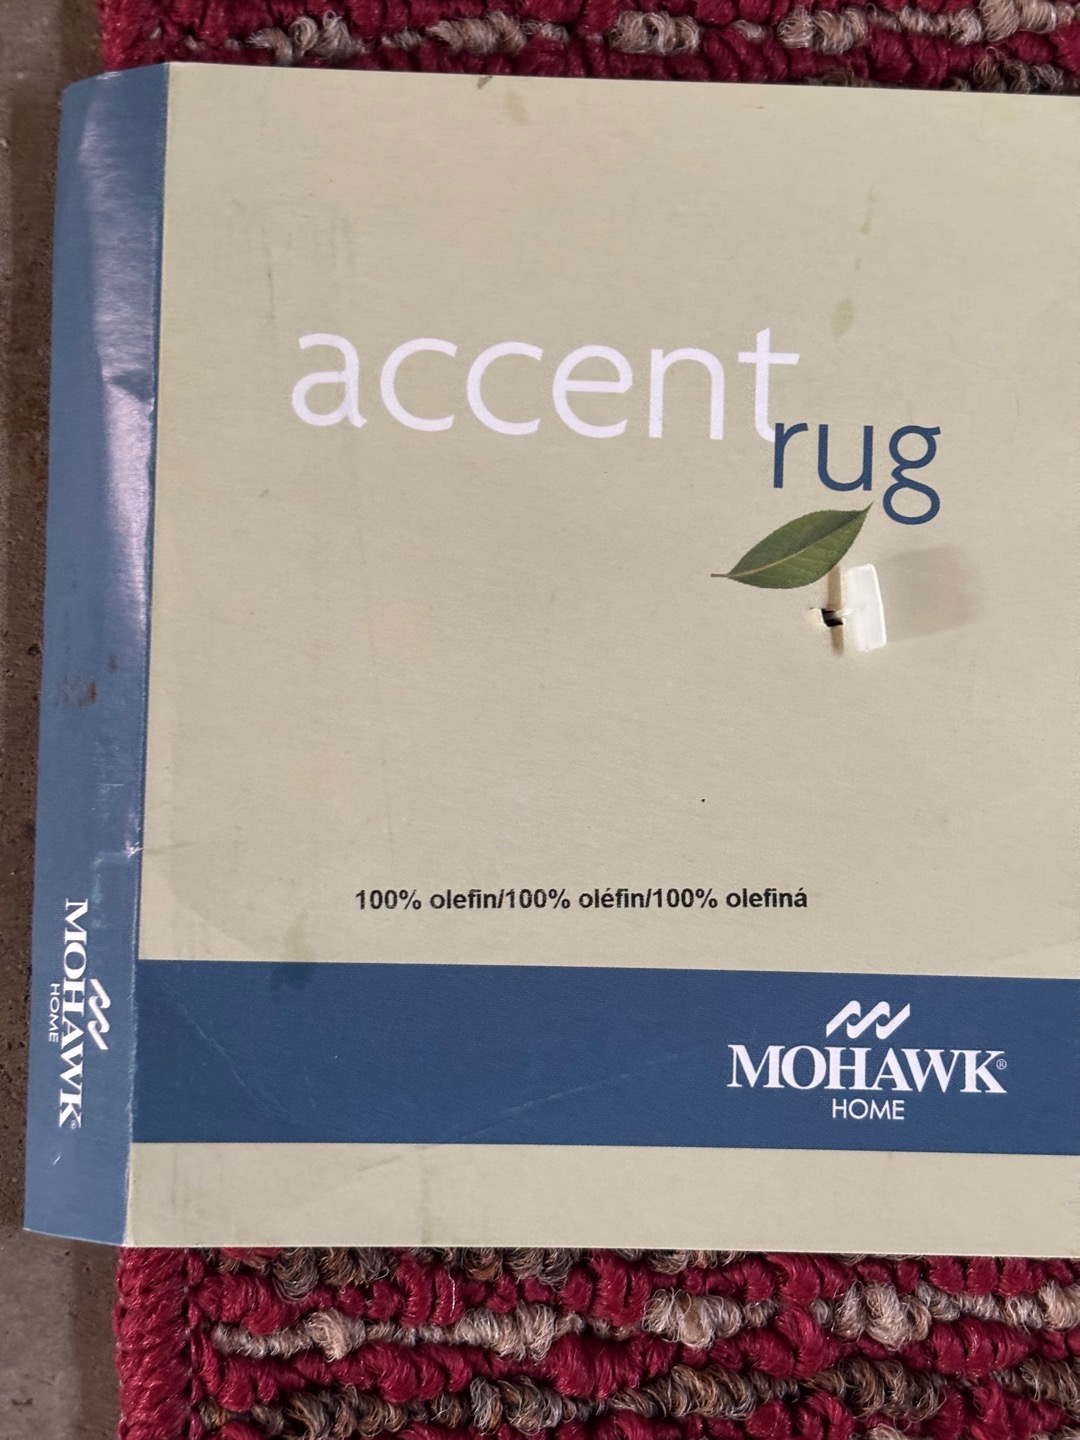 accent
rug
100% olefin/100% oléfin/100% olefiná
MOHAWK®
HOME
MOHAWK®
HOME